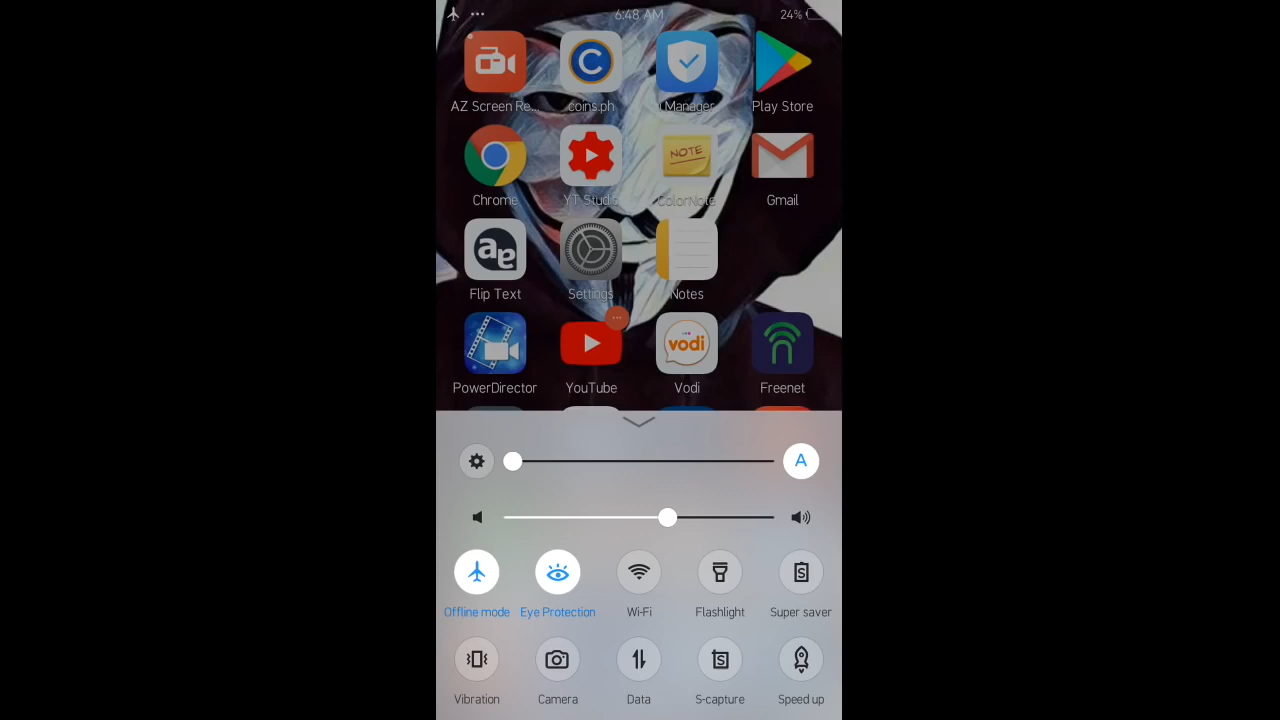 6:48 AM 24%
AZ Screen Re... coins.ph i Manager Play Store
NOTE
Chrome YT Studio ColorNote Gmail
Flip Text Settings Notes
vodi
PowerDirector YouTube Vodi Freenet
A
Offline mode Eye Protection Wi-Fi Flashlight Super saver
Vibration Camera Data S-capture Speed up